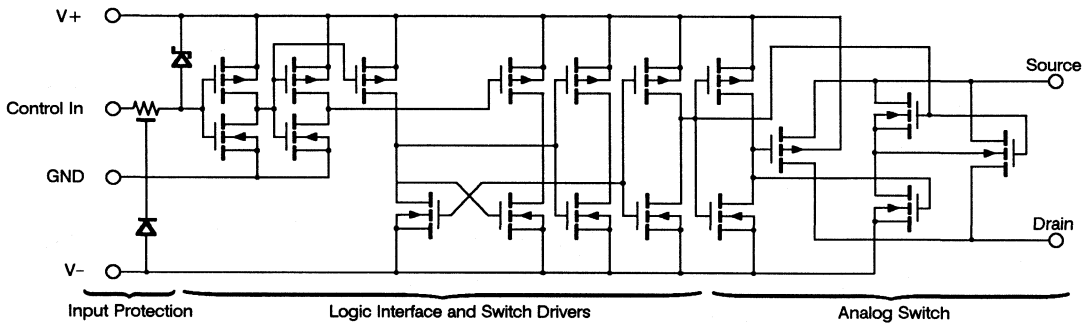 V+
Source
Control In
GND
Drain
V−
Input Protection
Logic Interface and Switch Drivers
Analog Switch